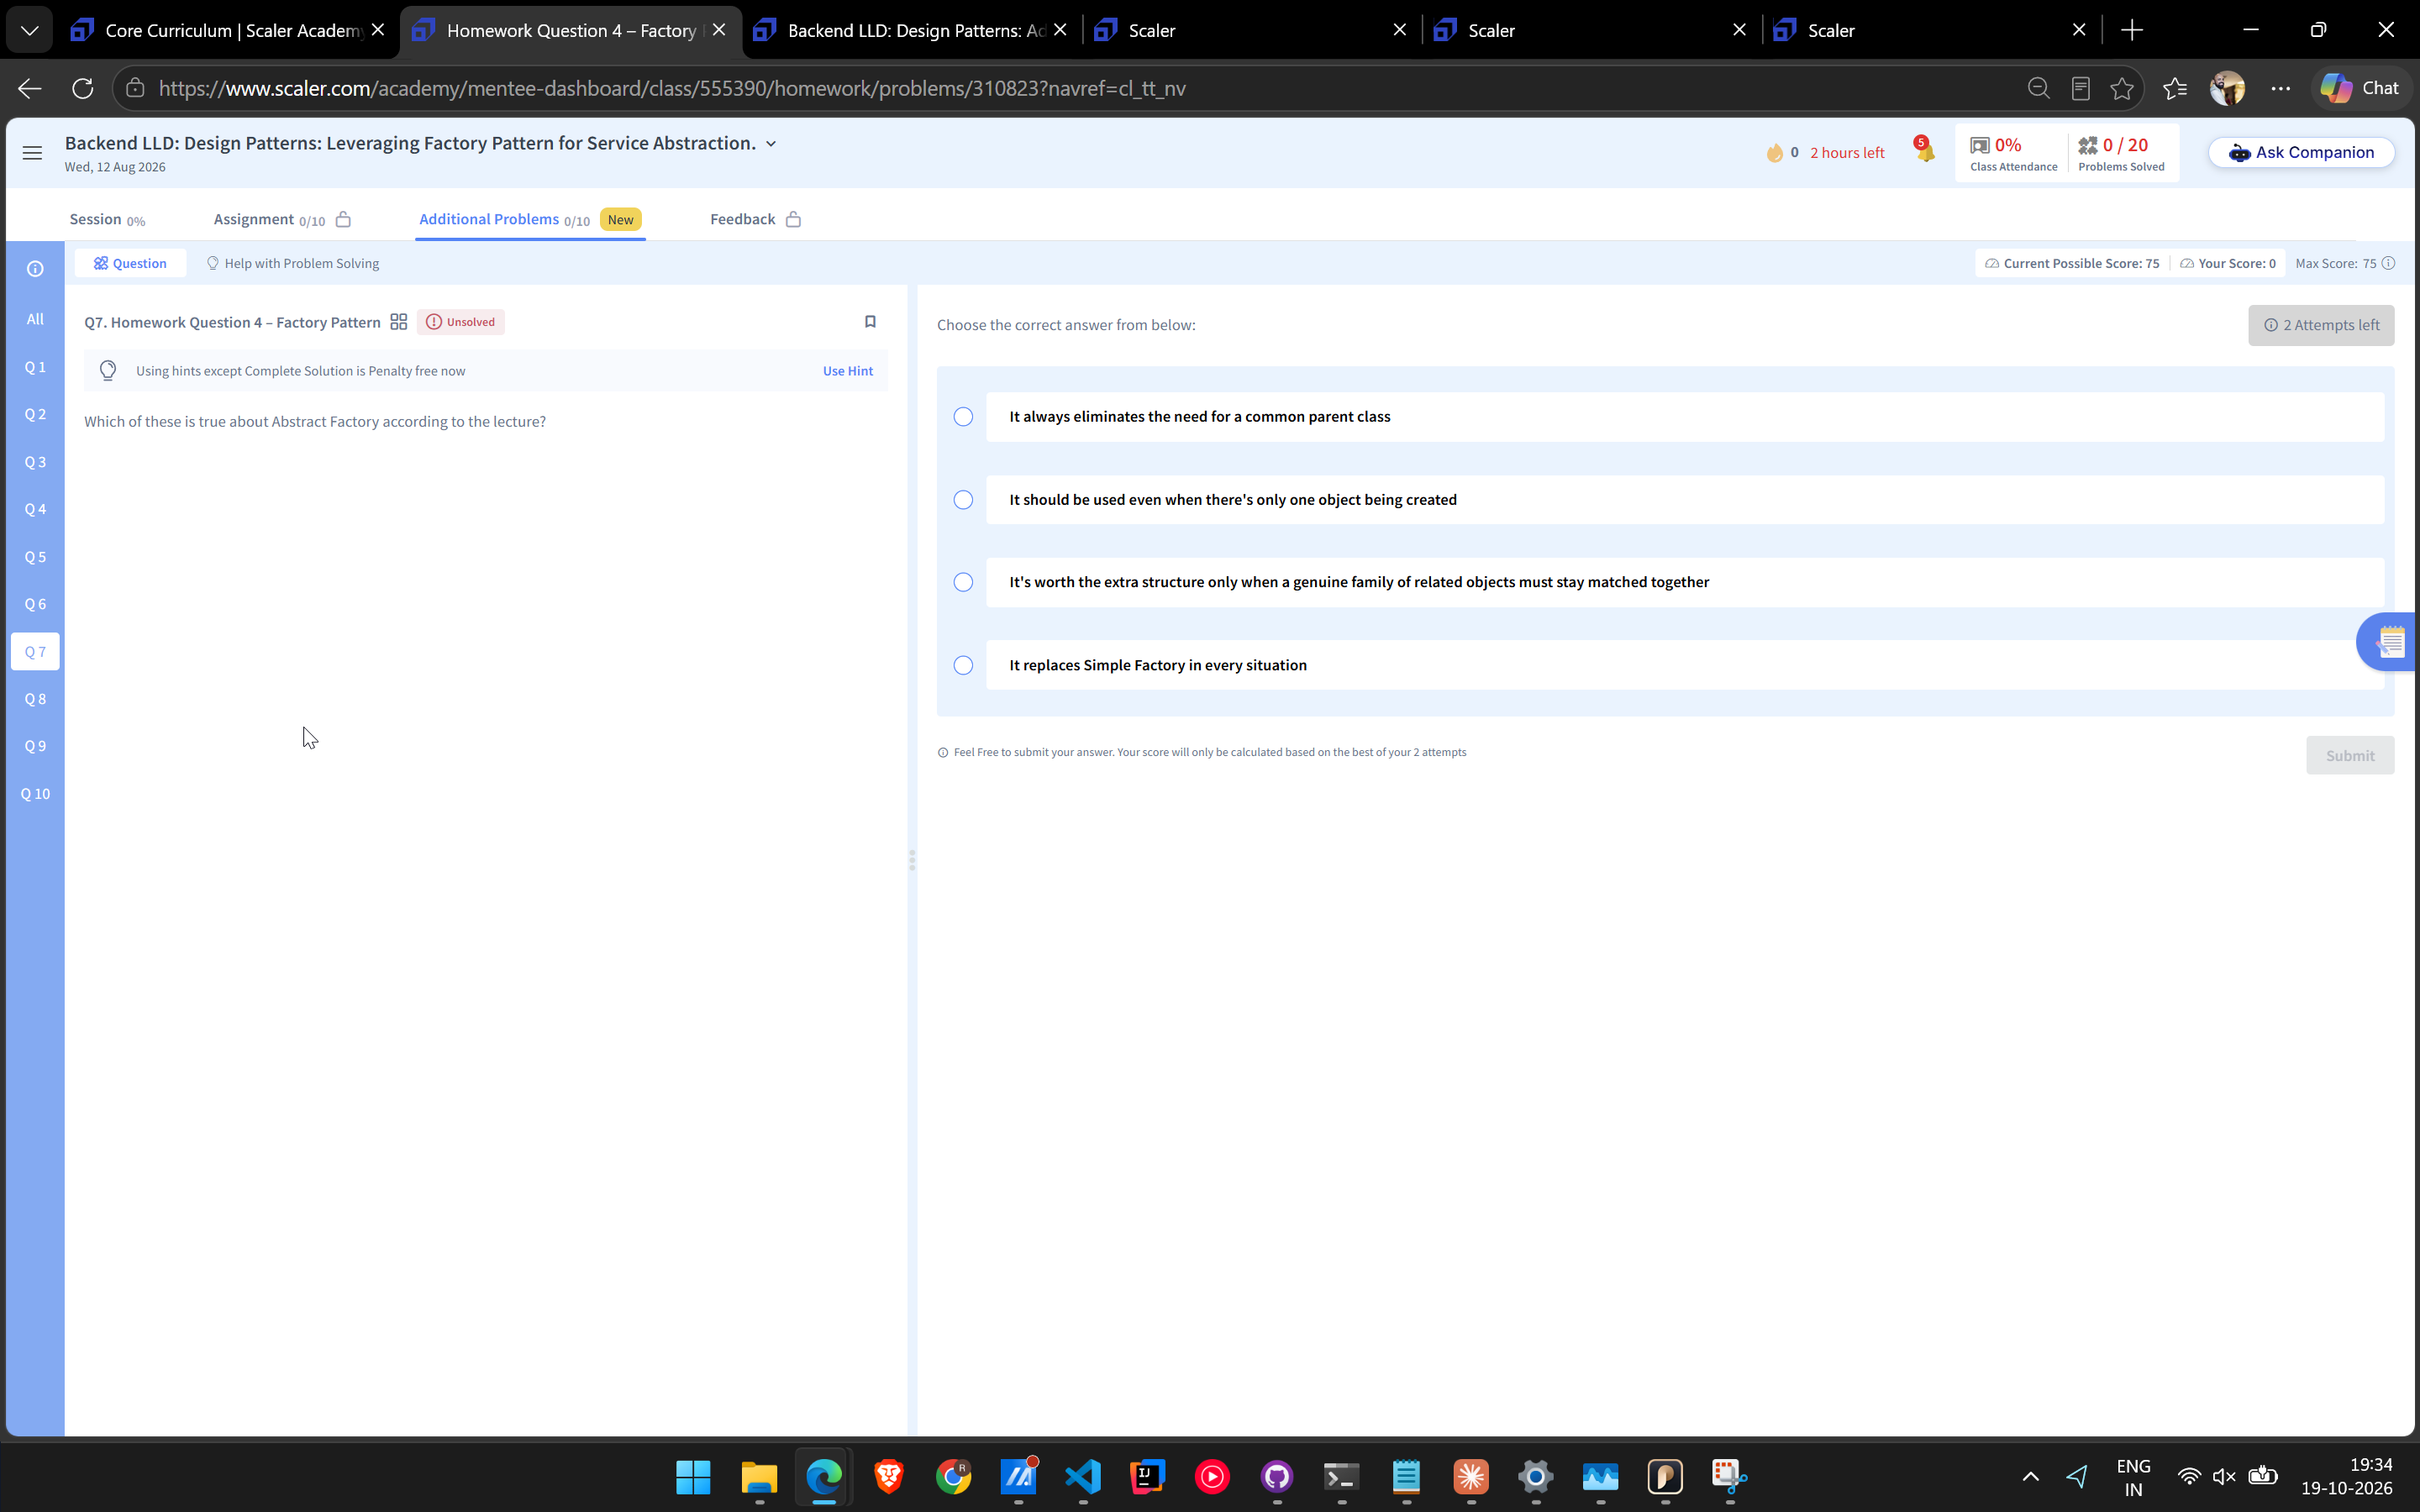 Core Curriculum | Scaler Academy
Homework Question 4 – Factory
Backend LLD: Design Patterns: Ad
Scaler
Scaler
Scaler
https://www.scaler.com/academy/mentee-dashboard/class/555390/homework/problems/310823?navref=cl_tt_nv
Chat
Backend LLD: Design Patterns: Leveraging Factory Pattern for Service Abstraction.
Wed, 12 Aug 2026
0 2 hours left
5
0%
Class Attendance
0 / 20
Problems Solved
Ask Companion
Session 0%
Assignment 0/10
Additional Problems 0/10 New
Feedback
Question
Help with Problem Solving
Current Possible Score: 75
Your Score: 0
Max Score: 75
All
Q 1
Q 2
Q 3
Q 4
Q 5
Q 6
Q 7
Q 8
Q 9
Q 10
Q7. Homework Question 4 – Factory Pattern
Unsolved
Using hints except Complete Solution is Penalty free now
Use Hint
Which of these is true about Abstract Factory according to the lecture?
Choose the correct answer from below:
2 Attempts left
It always eliminates the need for a common parent class
It should be used even when there's only one object being created
It's worth the extra structure only when a genuine family of related objects must stay matched together
It replaces Simple Factory in every situation
Feel Free to submit your answer. Your score will only be calculated based on the best of your 2 attempts
Submit
R
IJ
ENG
IN
19:34
19-10-2026